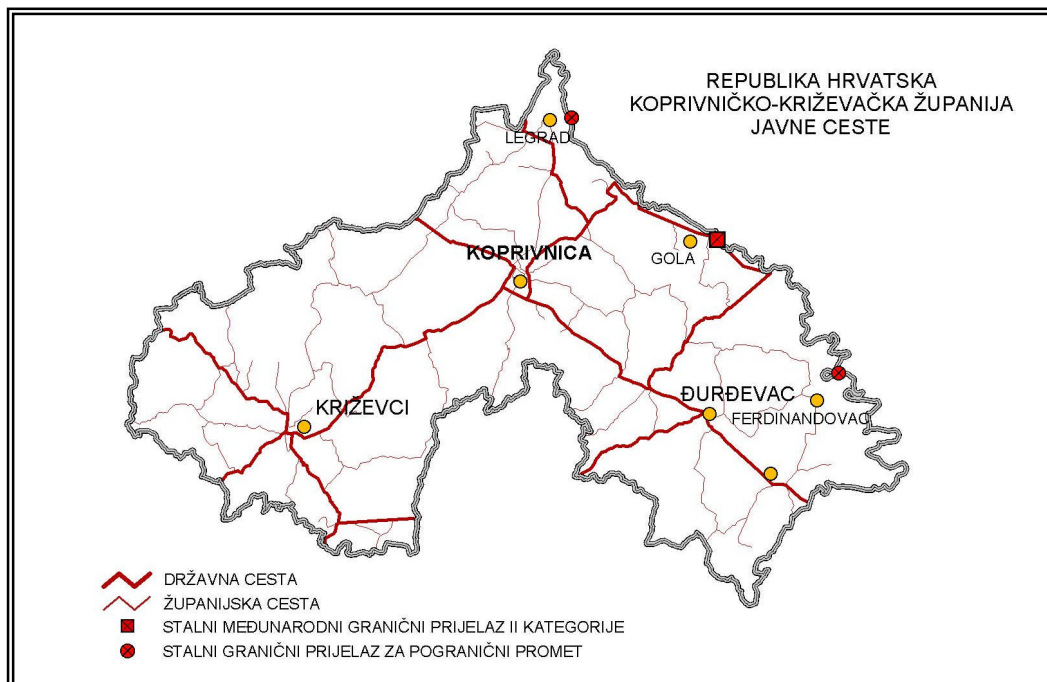 REPUBLIKA HRVATSKA
KOPRIVNIČKO-KRIŽEVAČKA ŽUPANIJA
JAVNE CESTE
LEGRAD
KOPRIVNICA
GOLA
KRIŽEVCI
ĐURĐEVAC
FERDINANDOVAC
DRŽAVNA CESTA
ŽUPANIJSKA CESTA
STALNI MEĐUNARODNI GRANIČNI PRIJELAZ II KATEGORIJE
STALNI GRANIČNI PRIJELAZ ZA POGRANIČNI PROMET